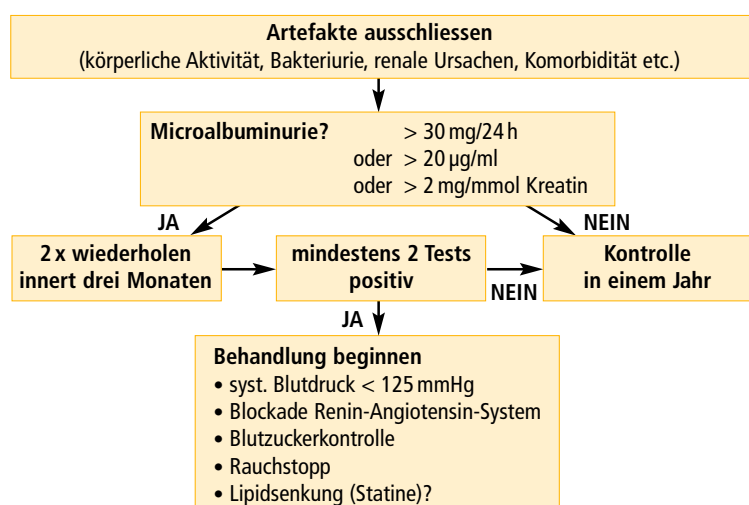 Artefakte ausschliessen
(körperliche Aktivität, Bakteriurie, renale Ursachen, Komorbidität etc.)
Microalbuminurie? > 30 mg/24 h
oder > 20 µg/ml
oder > 2 mg/mmol Kreatin
JA
NEIN
2 x wiederholen
innert drei Monaten
mindestens 2 Tests
positiv
NEIN
Kontrolle
in einem Jahr
JA
Behandlung beginnen
• syst. Blutdruck < 125 mmHg
• Blockade Renin-Angiotensin-System
• Blutzuckerkontrolle
• Rauchstopp
• Lipidsenkung (Statine)?